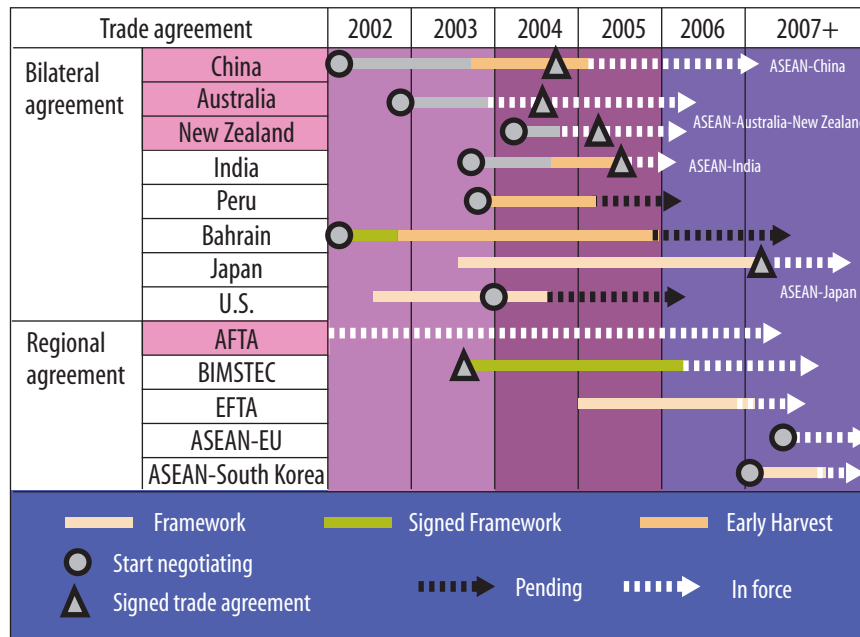 Trade agreement 2002 2003 2004 2005 2006 2007+
Bilateral agreement
China
ASEAN-China
Australia
ASEAN-Australia-New Zealand
New Zealand
India
ASEAN-India
Peru
Bahrain
Japan
ASEAN-Japan
U.S.
Regional agreement
AFTA
BIMSTEC
EFTA
ASEAN-EU
ASEAN-South Korea
Framework Signed Framework Early Harvest
Start negotiating
Signed trade agreement Pending In force